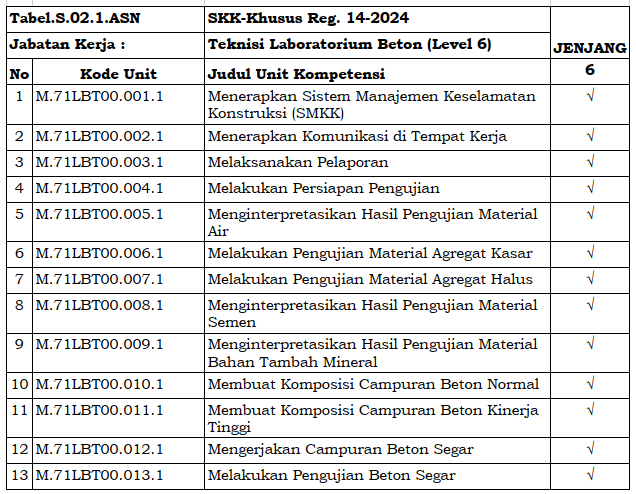 Tabel.S.02.1.ASN SKK-Khusus Reg. 14-2024
Jabatan Kerja : Teknisi Laboratorium Beton (Level 6) JENJANG
No Kode Unit Judul Unit Kompetensi 6
1 M.71LBT00.001.1 Menerapkan Sistem Manajemen Keselamatan √
Konstruksi (SMKK)
2 M.71LBT00.002.1 Menerapkan Komunikasi di Tempat Kerja √
3 M.71LBT00.003.1 Melaksanakan Pelaporan √
4 M.71LBT00.004.1 Melakukan Persiapan Pengujian √
5 M.71LBT00.005.1 Menginterpretasikan Hasil Pengujian Material √
Air
6 M.71LBT00.006.1 Melakukan Pengujian Material Agregat Kasar √
7 M.71LBT00.007.1 Melakukan Pengujian Material Agregat Halus √
8 M.71LBT00.008.1 Menginterpretasikan Hasil Pengujian Material √
Semen
9 M.71LBT00.009.1 Menginterpretasikan Hasil Pengujian Material √
Bahan Tambah Mineral
10 M.71LBT00.010.1 Membuat Komposisi Campuran Beton Normal √
11 M.71LBT00.011.1 Membuat Komposisi Campuran Beton Kinerja √
Tinggi
12 M.71LBT00.012.1 Mengerjakan Campuran Beton Segar √
13 M.71LBT00.013.1 Melakukan Pengujian Beton Segar √